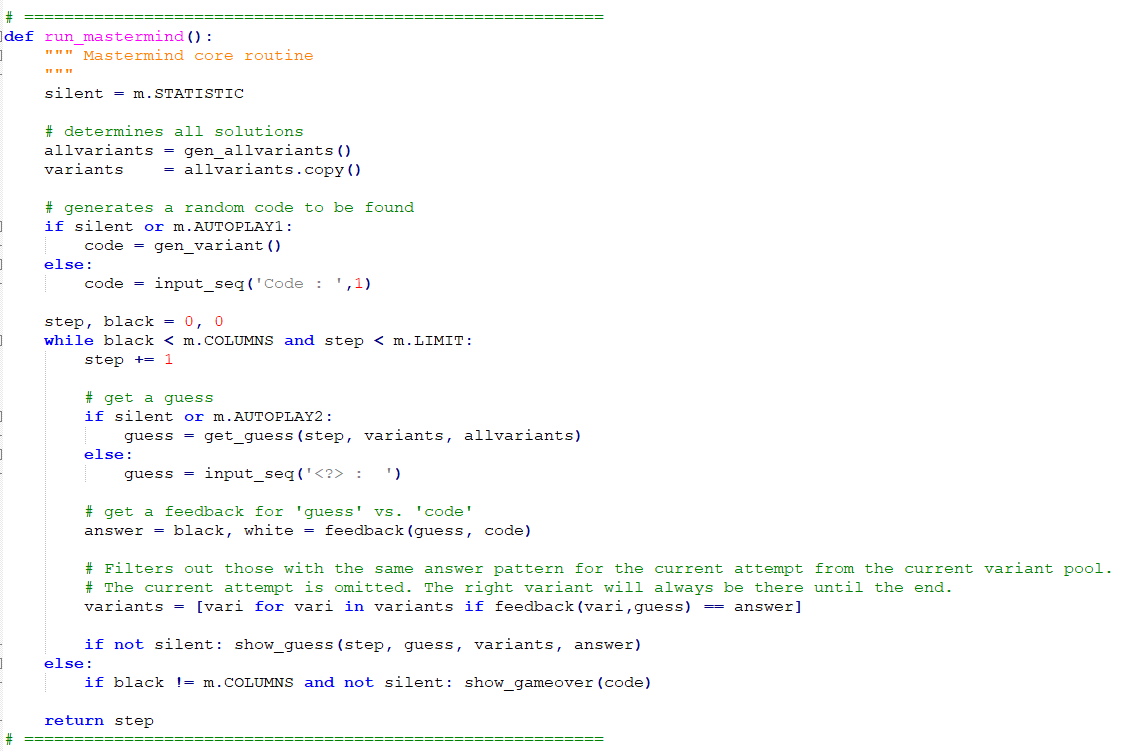 # ==========================================================
def run_mastermind():
    """ Mastermind core routine
    """
    silent = m.STATISTIC

    # determines all solutions
    allvariants = gen_allvariants()
    variants    = allvariants.copy()

    # generates a random code to be found
    if silent or m.AUTOPLAY1:
        code = gen_variant()
    else:
        code = input_seq('Code : ',1)

    step, black = 0, 0
    while black < m.COLUMNS and step < m.LIMIT:
        step += 1

        # get a guess
        if silent or m.AUTOPLAY2:
            guess = get_guess(step, variants, allvariants)
        else:
            guess = input_seq('<?> :  ')

        # get a feedback for 'guess' vs. 'code'
        answer = black, white = feedback(guess, code)

        # Filters out those with the same answer pattern for the current attempt from the current variant pool.
        # The current attempt is omitted. The right variant will always be there until the end.
        variants = [vari for vari in variants if feedback(vari,guess) == answer]

        if not silent: show_guess(step, guess, variants, answer)
    else:
        if black != m.COLUMNS and not silent: show_gameover(code)

    return step
# ==========================================================